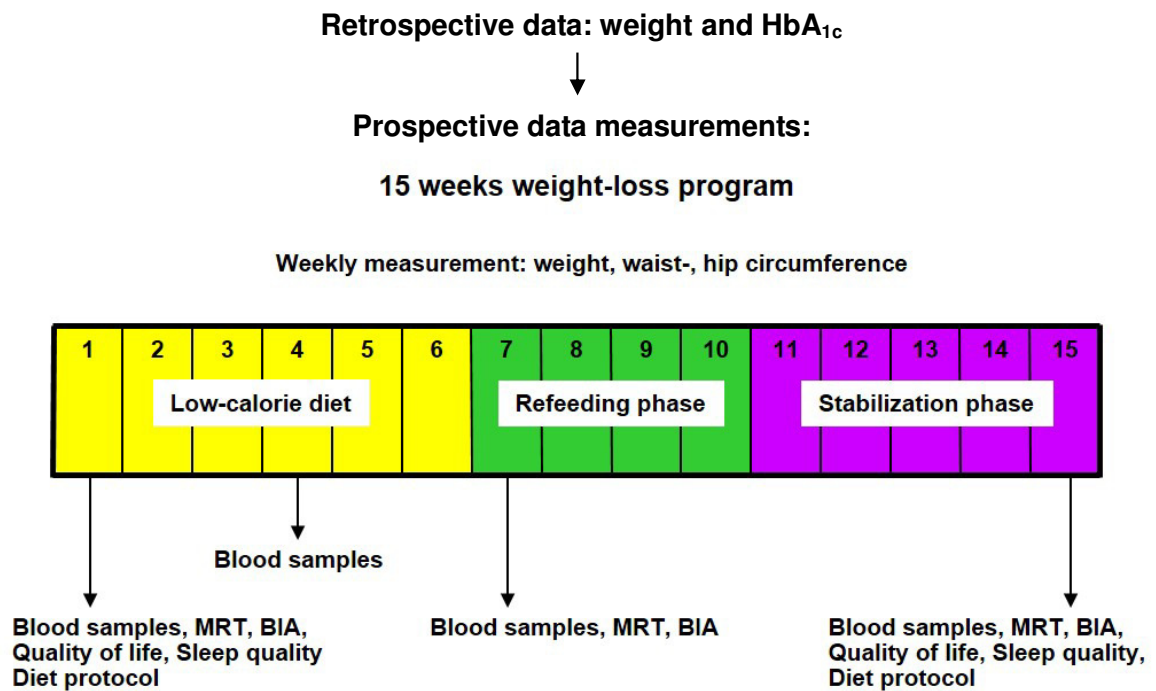 Retrospective data: weight and HbA1c
Prospective data measurements:
15 weeks weight-loss program
Weekly measurement: weight, waist-, hip circumference
1 2 3 4 5 6 7 8 9 10 11 12 13 14 15
Low-calorie diet
Refeeding phase
Stabilization phase
Blood samples
Blood samples, MRT, BIA,
Quality of life, Sleep quality
Diet protocol
Blood samples, MRT, BIA
Blood samples, MRT, BIA,
Quality of life, Sleep quality,
Diet protocol